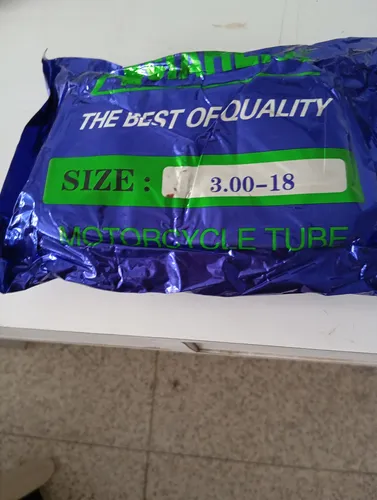 THE BEST OF QUALITY
SIZE : 3.00-18
MOTORCYCLE TUBE